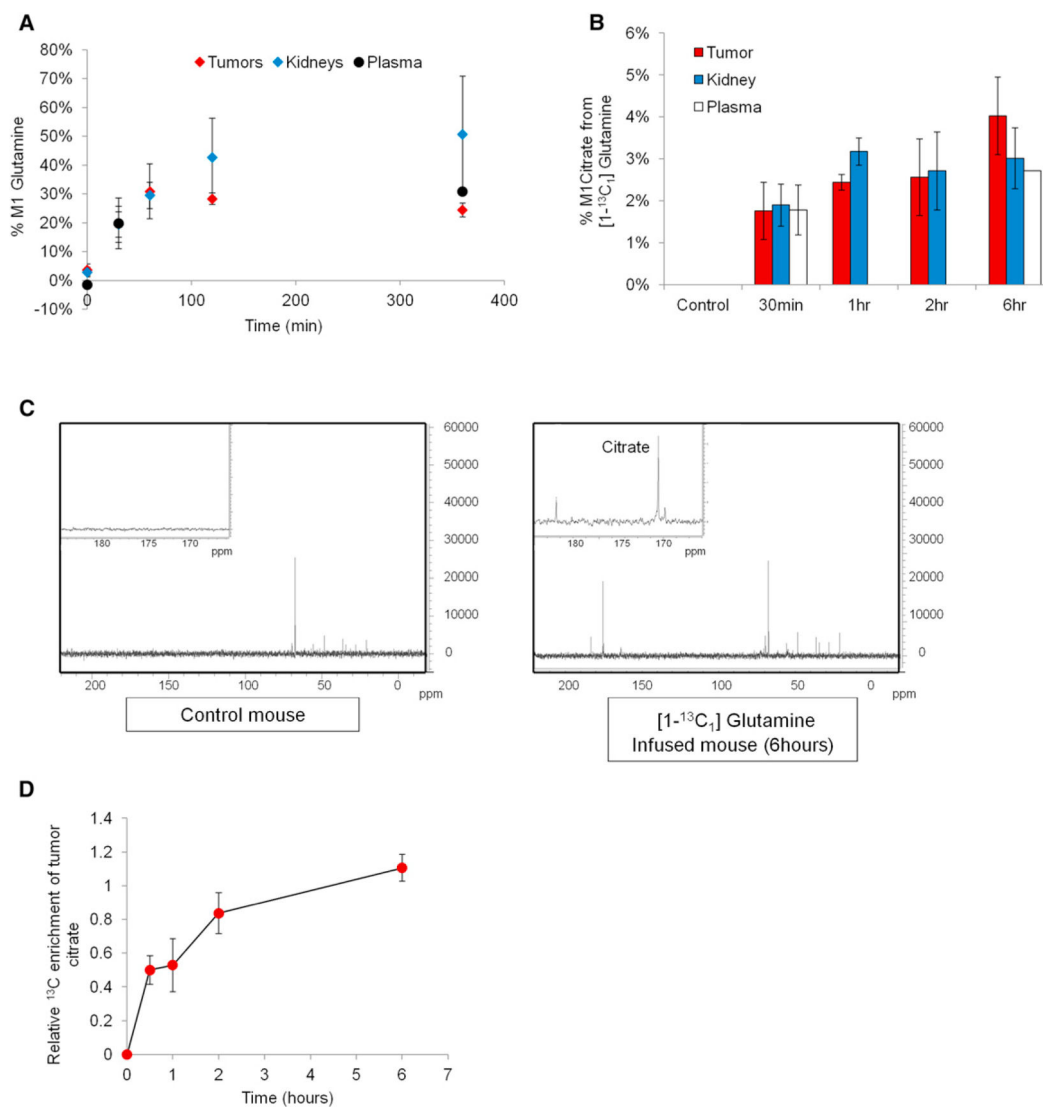 A
80%
70%
60%
50%
40%
30%
20%
10%
0%
-10%
% M1 Glutamine
Tumors Kidneys Plasma
0 100 200 300 400
Time (min)
B
6%
5%
4%
3%
2%
1%
0%
% M1Citrate from
[1-¹³C₁] Glutamine
Tumor
Kidney
Plasma
Control 30min 1hr 2hr 6hr
C
180 175 170 ppm
60000
50000
40000
30000
20000
10000
0
200 150 100 50 0
ppm
Control mouse
Citrate
180 175 170 ppm
60000
50000
40000
30000
20000
10000
0
200 150 100 50 0
ppm
[1-¹³C₁] Glutamine
Infused mouse (6hours)
D
1.4
1.2
1
0.8
0.6
0.4
0.2
0
Relative ¹³C enrichment of tumor
citrate
0 1 2 3 4 5 6 7
Time (hours)